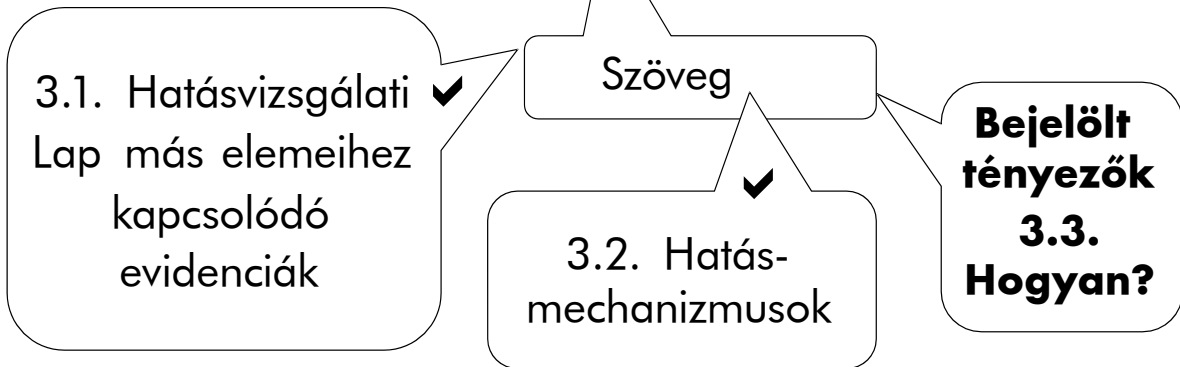 3.1. Hatásvizsgálati ✔
Lap más elemeihez
kapcsolódó
evidenciák
Szöveg
✔
3.2. Hatás-
mechanizmusok
Bejelölt
tényezők
3.3.
Hogyan?